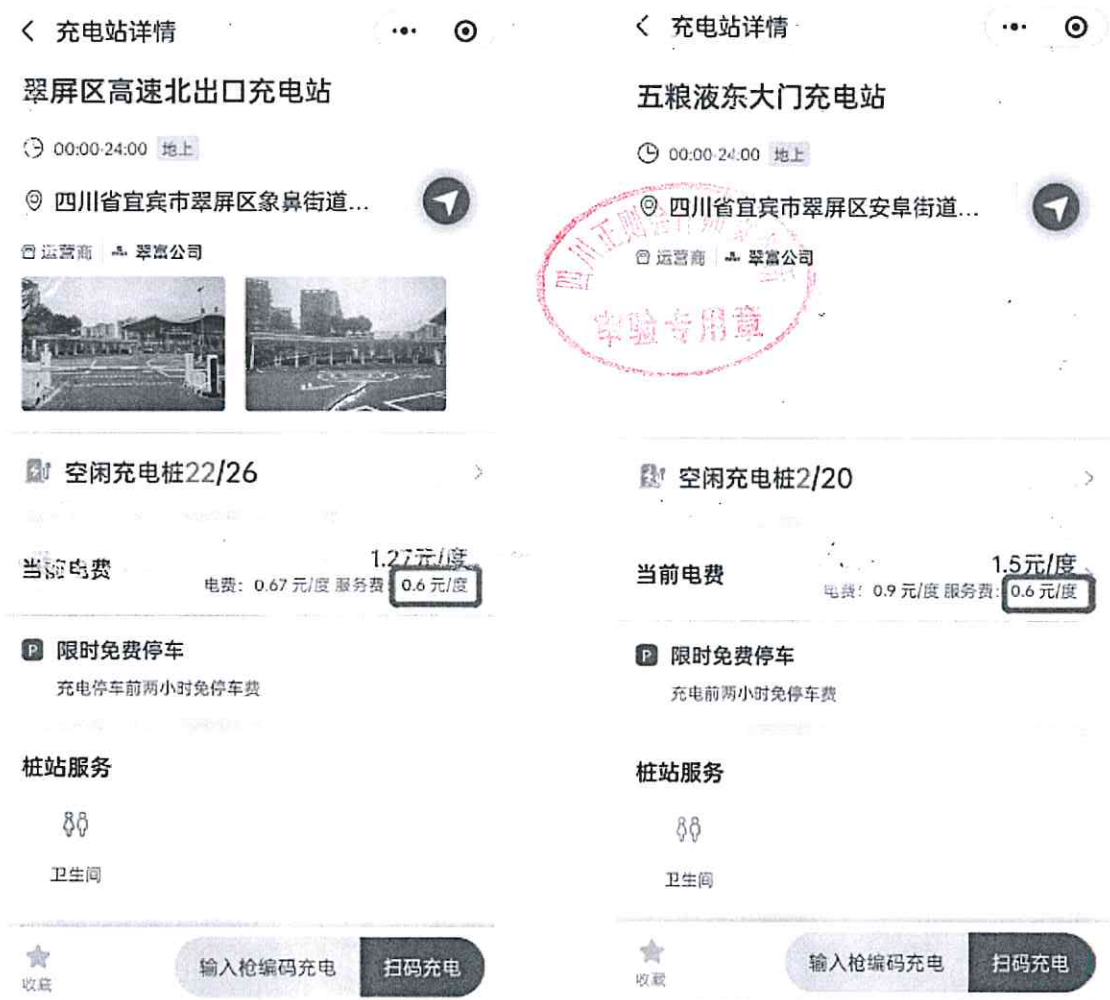 充电站详情
翠屏区高速北出口充电站
00:00-24:00 地上
四川省宜宾市翠屏区象鼻街道...
运营商 翠富公司
空闲充电桩22/26
当前电费 1.27元/度
电费：0.67 元/度 服务费 0.6 元/度
P 限时免费停车
充电停车前两小时免停车费
桩站服务
卫生间
收藏 输入枪编码充电 扫码充电
充电站详情
五粮液东大门充电站
00:00-24:00 地上
四川省宜宾市翠屏区安阜街道...
运营商 翠富公司
四川正则会计师
审验专用章
空闲充电桩2/20
当前电费 1.5元/度
电费：0.9 元/度 服务费: 0.6 元/度
P 限时免费停车
充电前两小时免停车费
桩站服务
卫生间
收藏 输入枪编码充电 扫码充电